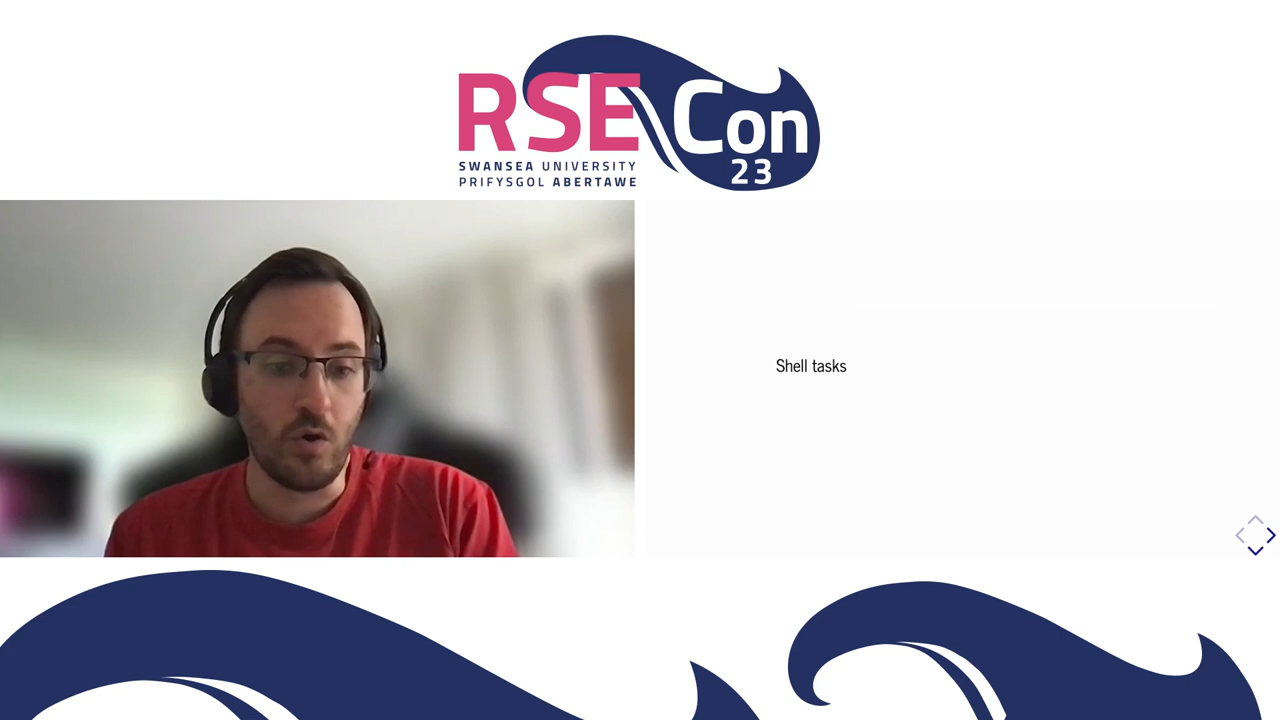 RSE Con
23
SWANSEA UNIVERSITY
PRIFYSGOL ABERTAWE
Shell tasks